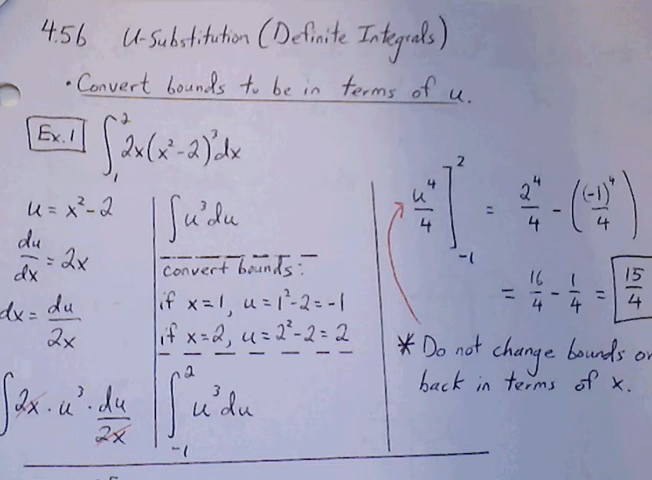 4.5b U-Substitution (Definite Integrals)
• Convert bounds to be in terms of u.
Ex. 1 ∫₁² 2x(x²-2)³dx
u = x²-2
du/dx = 2x
dx = du/2x
∫2x · u³ · du/2x
∫u³du
convert bounds:
if x=1, u=1²-2=-1
if x=2, u=2²-2=2
∫₋₁² u³du
u⁴/4]₋₁² = 2⁴/4 - ((-1)⁴/4)
= 16/4 - 1/4 = 15/4
* Do not change bounds or
back in terms of x.